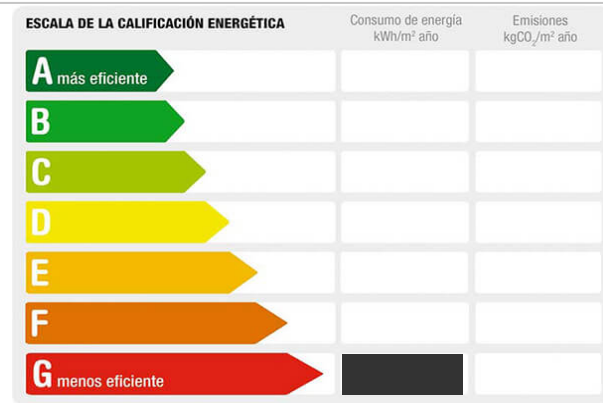 ESCALA DE LA CALIFICACIÓN ENERGÉTICA
Consumo de energía
kWh/m² año
Emisiones
kgCO₂/m² año
A más eficiente
B
C
D
E
F
G menos eficiente